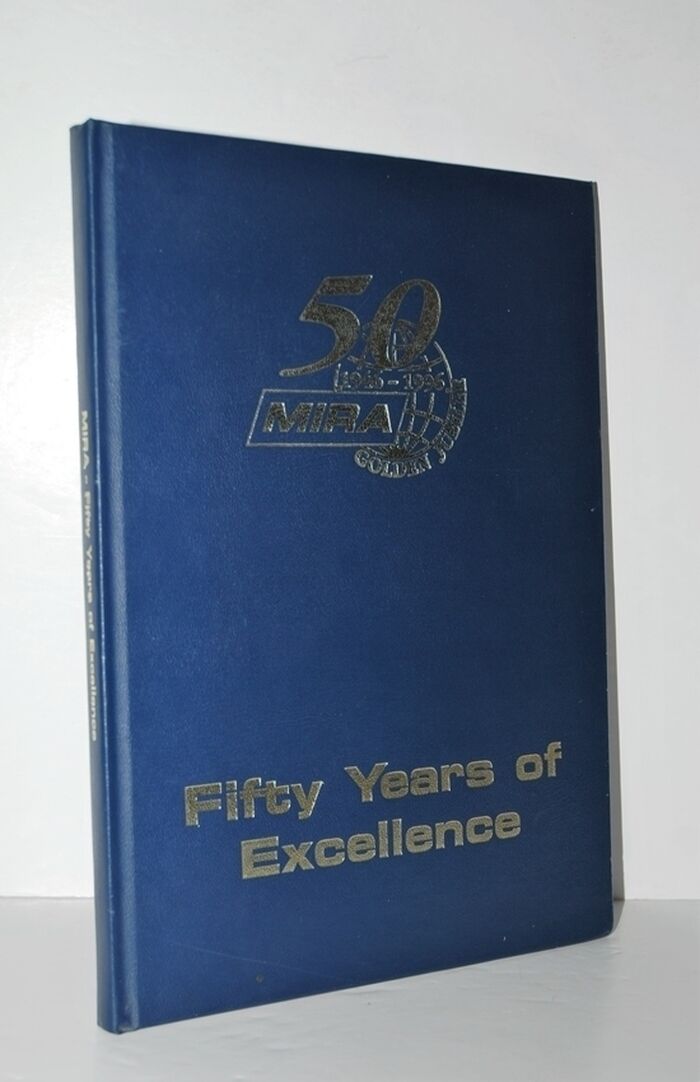 MIRA - Fifty Years of Excellence
50
1946 - 1996
MIRA
GOLDEN JUBILEE
Fifty Years of
Excellence